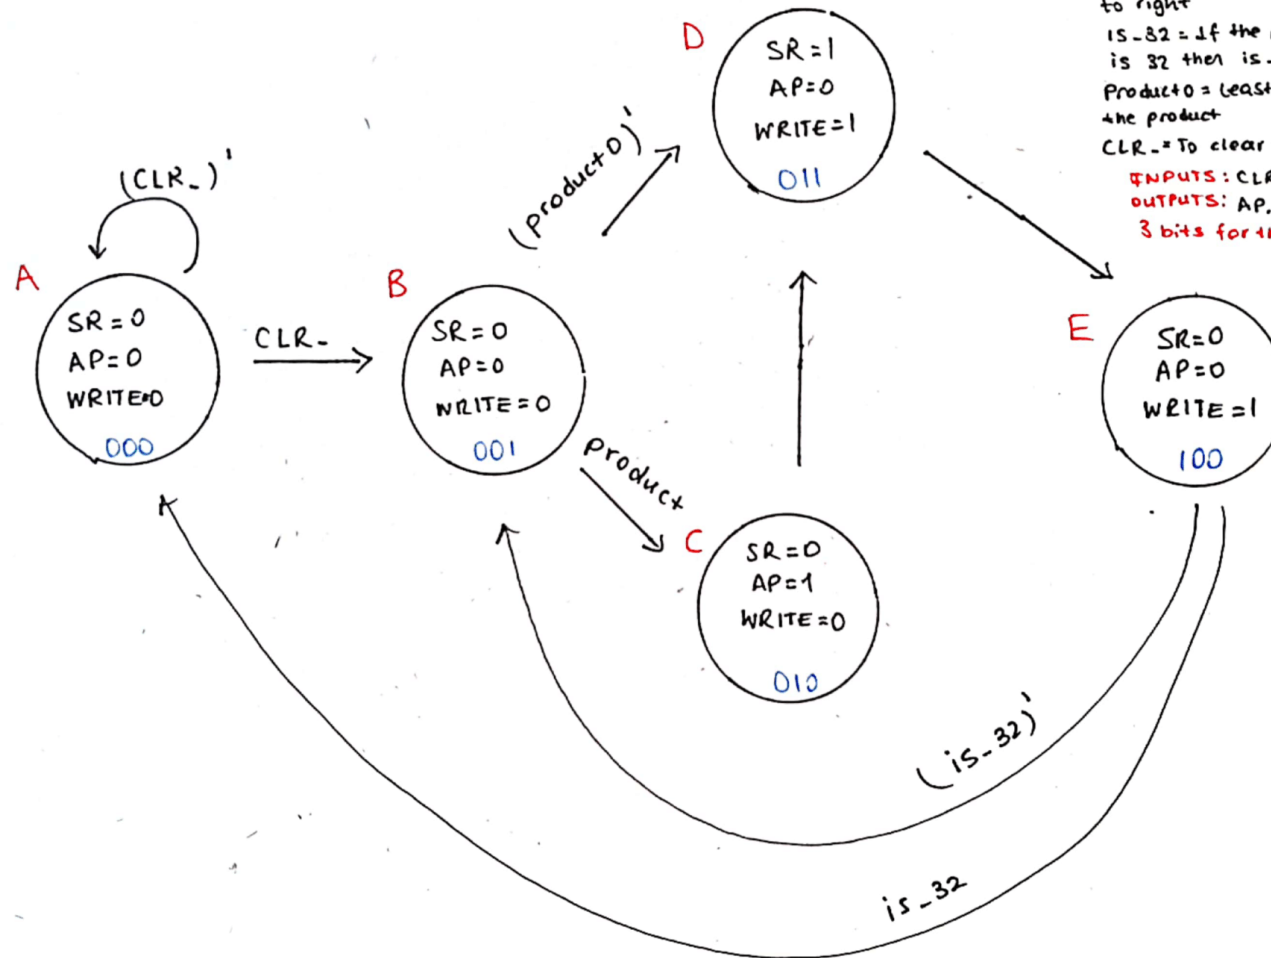 to right
is_32 = If the
is 32 then is_
Product0 = Least
the product
CLR_ = To clear
INPUTS: CLR
OUTPUTS: AP,
3 bits for th
D
SR=1
AP=0
WRITE=1
011
(product0)'
(CLR_)'
A
SR=0
AP=0
WRITE=0
000
CLR_
B
SR=0
AP=0
WRITE=0
001
product
C
SR=0
AP=1
WRITE=0
010
E
SR=0
AP=0
WRITE=1
100
(is_32)'
is_32